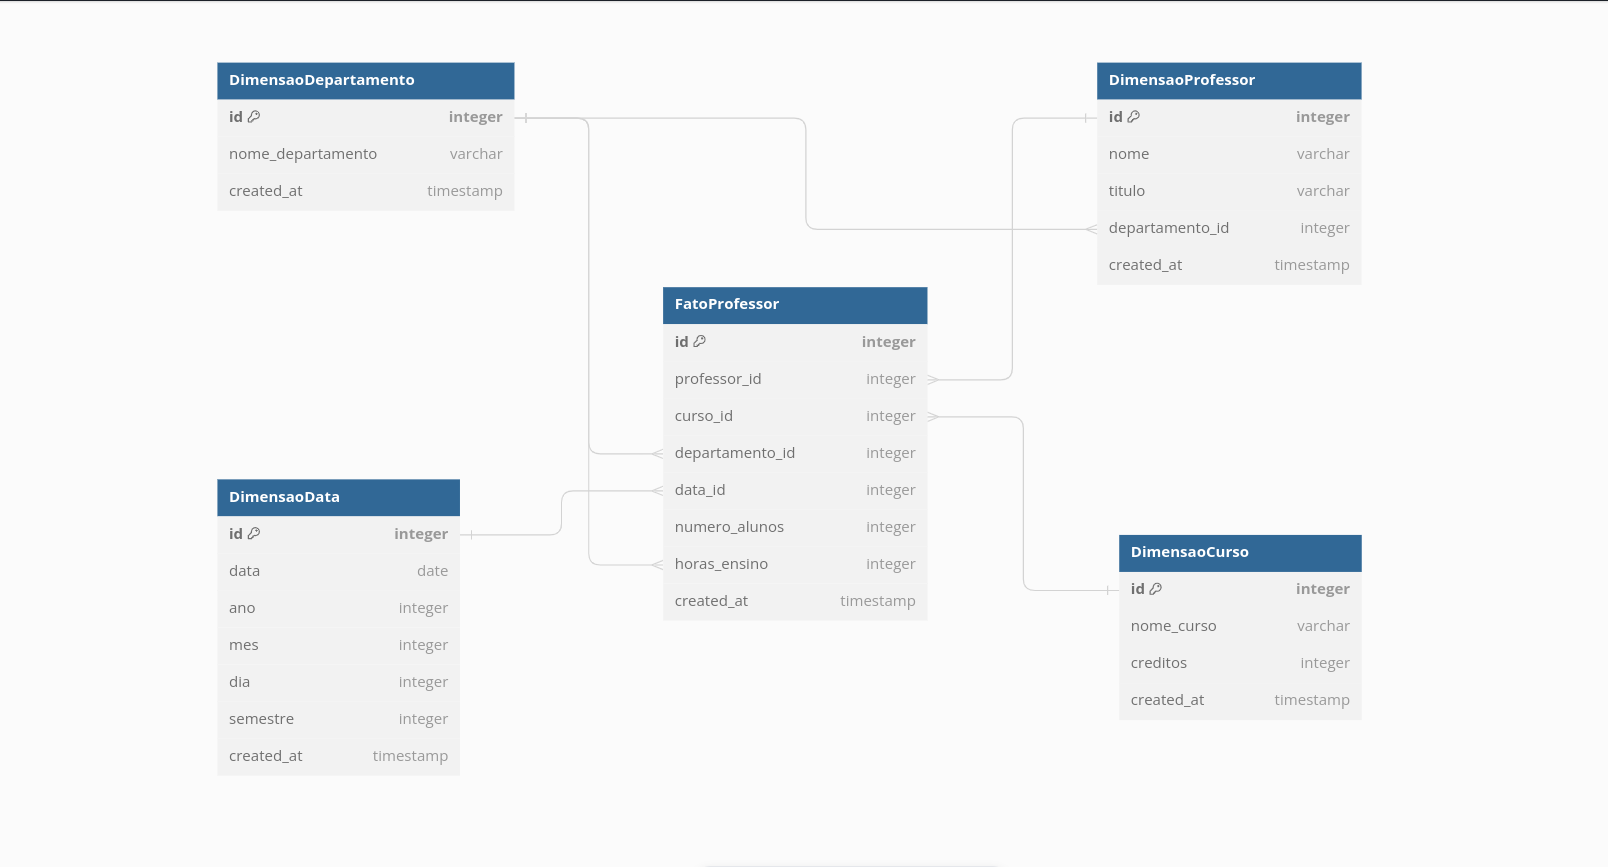 DimensaoDepartamento
id integer
nome_departamento varchar
created_at timestamp
DimensaoProfessor
id integer
nome varchar
titulo varchar
departamento_id integer
created_at timestamp
FatoProfessor
id integer
professor_id integer
curso_id integer
departamento_id integer
data_id integer
numero_alunos integer
horas_ensino integer
created_at timestamp
DimensaoData
id integer
data date
ano integer
mes integer
dia integer
semestre integer
created_at timestamp
DimensaoCurso
id integer
nome_curso varchar
creditos integer
created_at timestamp